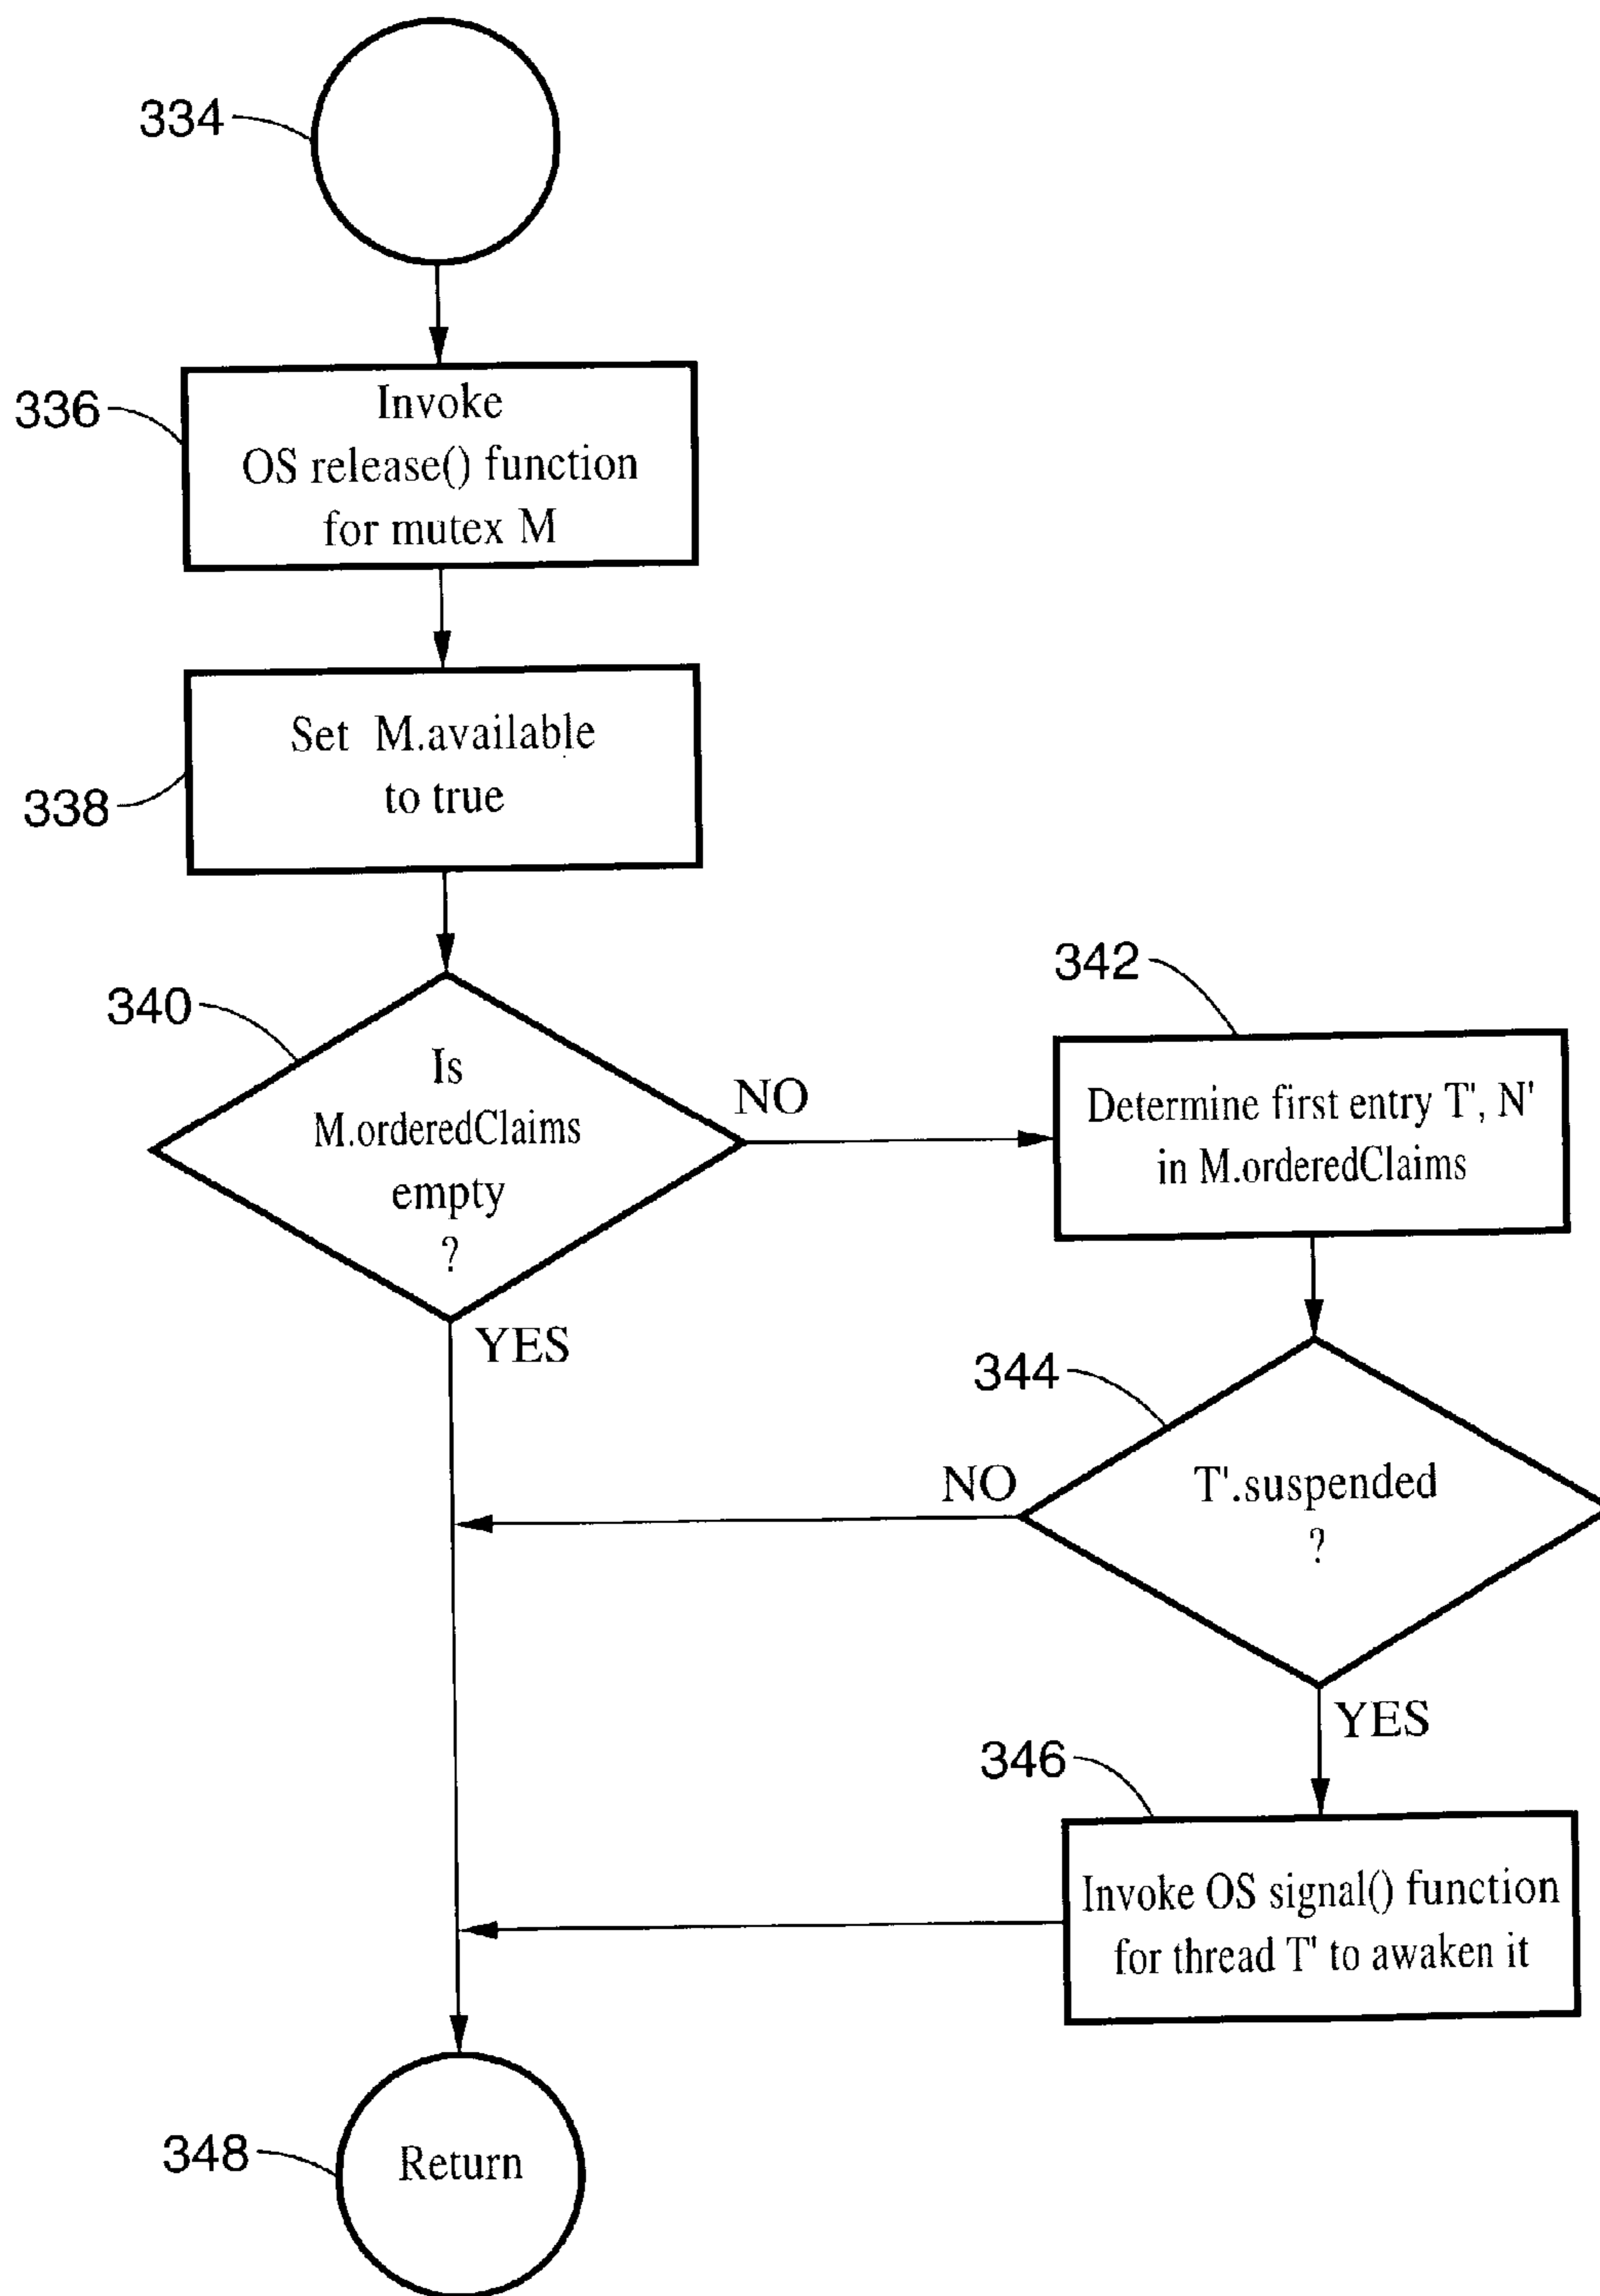 334
336
Invoke
OS release() function
for mutex M
338
Set M.available
to true
340
Is
M.orderedClaims
empty
?
NO
YES
342
Determine first entry T', N'
in M.orderedClaims
344
T'.suspended
?
NO
YES
346
Invoke OS signal() function
for thread T' to awaken it
348
Return